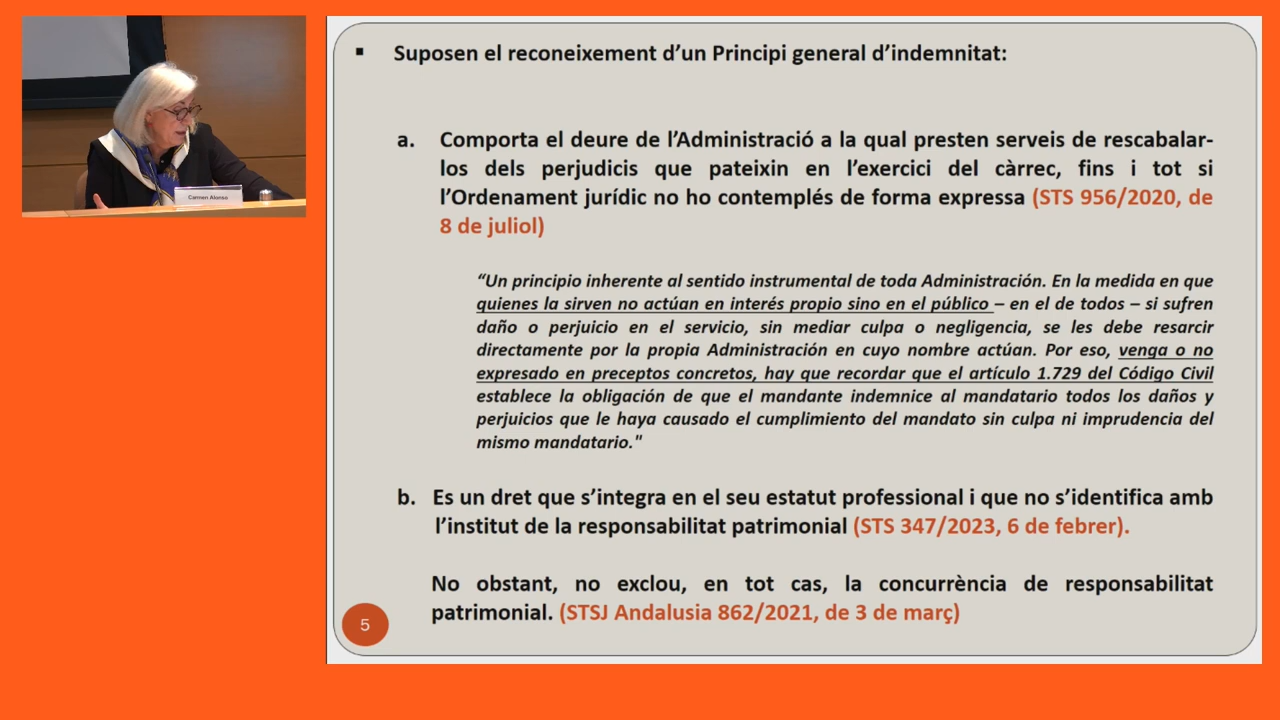 Carmen Alonso
▪ Suposen el reconeixement d’un Principi general d’indemnitat:
a. Comporta el deure de l’Administració a la qual presten serveis de rescabalar-
los dels perjudicis que pateixin en l’exercici del càrrec, fins i tot si
l’Ordenament jurídic no ho contemplés de forma expressa (STS 956/2020, de
8 de juliol)
“Un principio inherente al sentido instrumental de toda Administración. En la medida en que
quienes la sirven no actúan en interés propio sino en el público – en el de todos – si sufren
daño o perjuicio en el servicio, sin mediar culpa o negligencia, se les debe resarcir
directamente por la propia Administración en cuyo nombre actúan. Por eso, venga o no
expresado en preceptos concretos, hay que recordar que el artículo 1.729 del Código Civil
establece la obligación de que el mandante indemnice al mandatario todos los daños y
perjuicios que le haya causado el cumplimiento del mandato sin culpa ni imprudencia del
mismo mandatario."
b. Es un dret que s’integra en el seu estatut professional i que no s’identifica amb
l’institut de la responsabilitat patrimonial (STS 347/2023, 6 de febrer).
No obstant, no exclou, en tot cas, la concurrència de responsabilitat
patrimonial. (STSJ Andalusia 862/2021, de 3 de març)
5